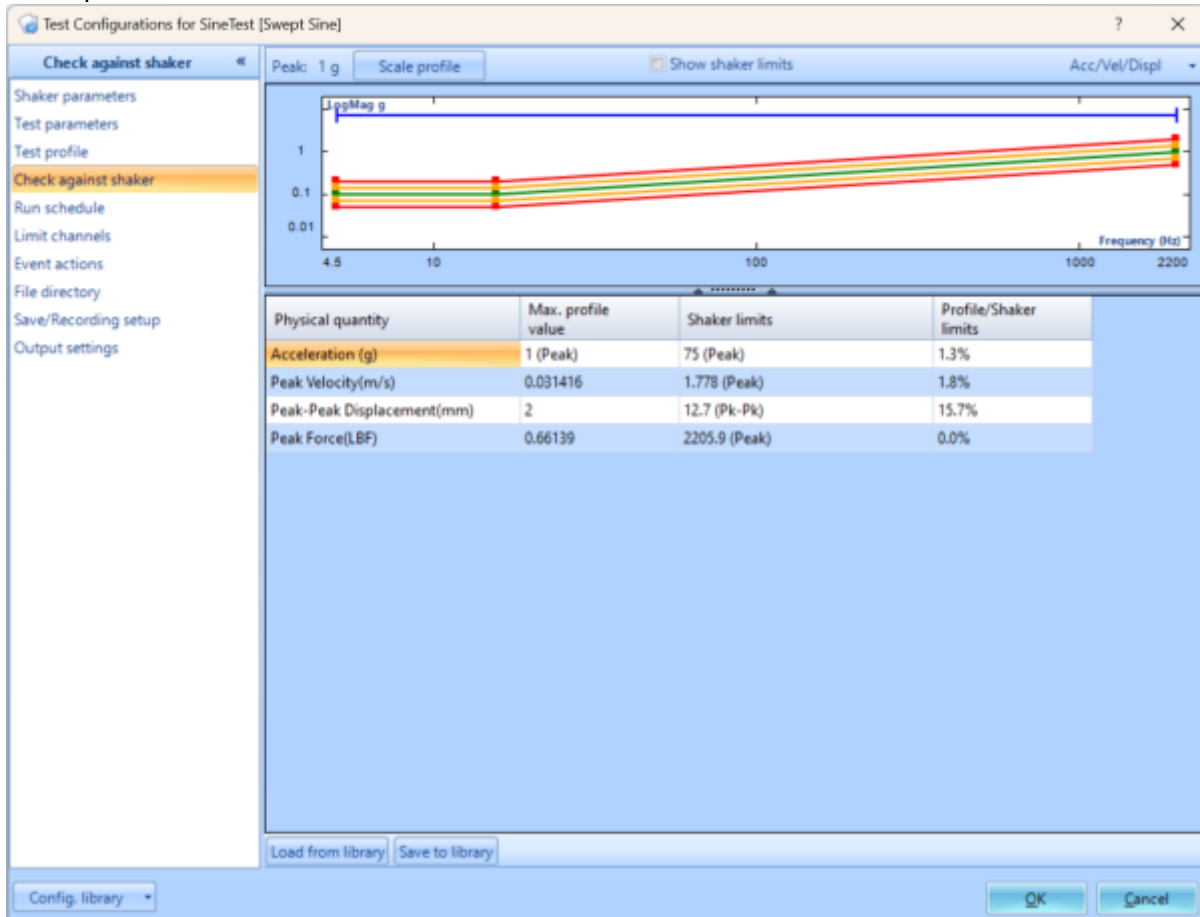 Test Configurations for SineTest [Swept Sine] ? ×
Check against shaker «
Shaker parameters
Test parameters
Test profile
Check against shaker
Run schedule
Limit channels
Event actions
File directory
Save/Recording setup
Output settings
Peak: 1 g Scale profile Show shaker limits Acc/Vel/Displ
LogMag g
1
0.1
0.01
Frequency (Hz)
4.5 10 100 1000 2200
Physical quantity Max. profile value Shaker limits Profile/Shaker limits
Acceleration (g) 1 (Peak) 75 (Peak) 1.3%
Peak Velocity(m/s) 0.031416 1.778 (Peak) 1.8%
Peak-Peak Displacement(mm) 2 12.7 (Pk-Pk) 15.7%
Peak Force(LBF) 0.66139 2205.9 (Peak) 0.0%
Load from library Save to library
Config. library OK Cancel